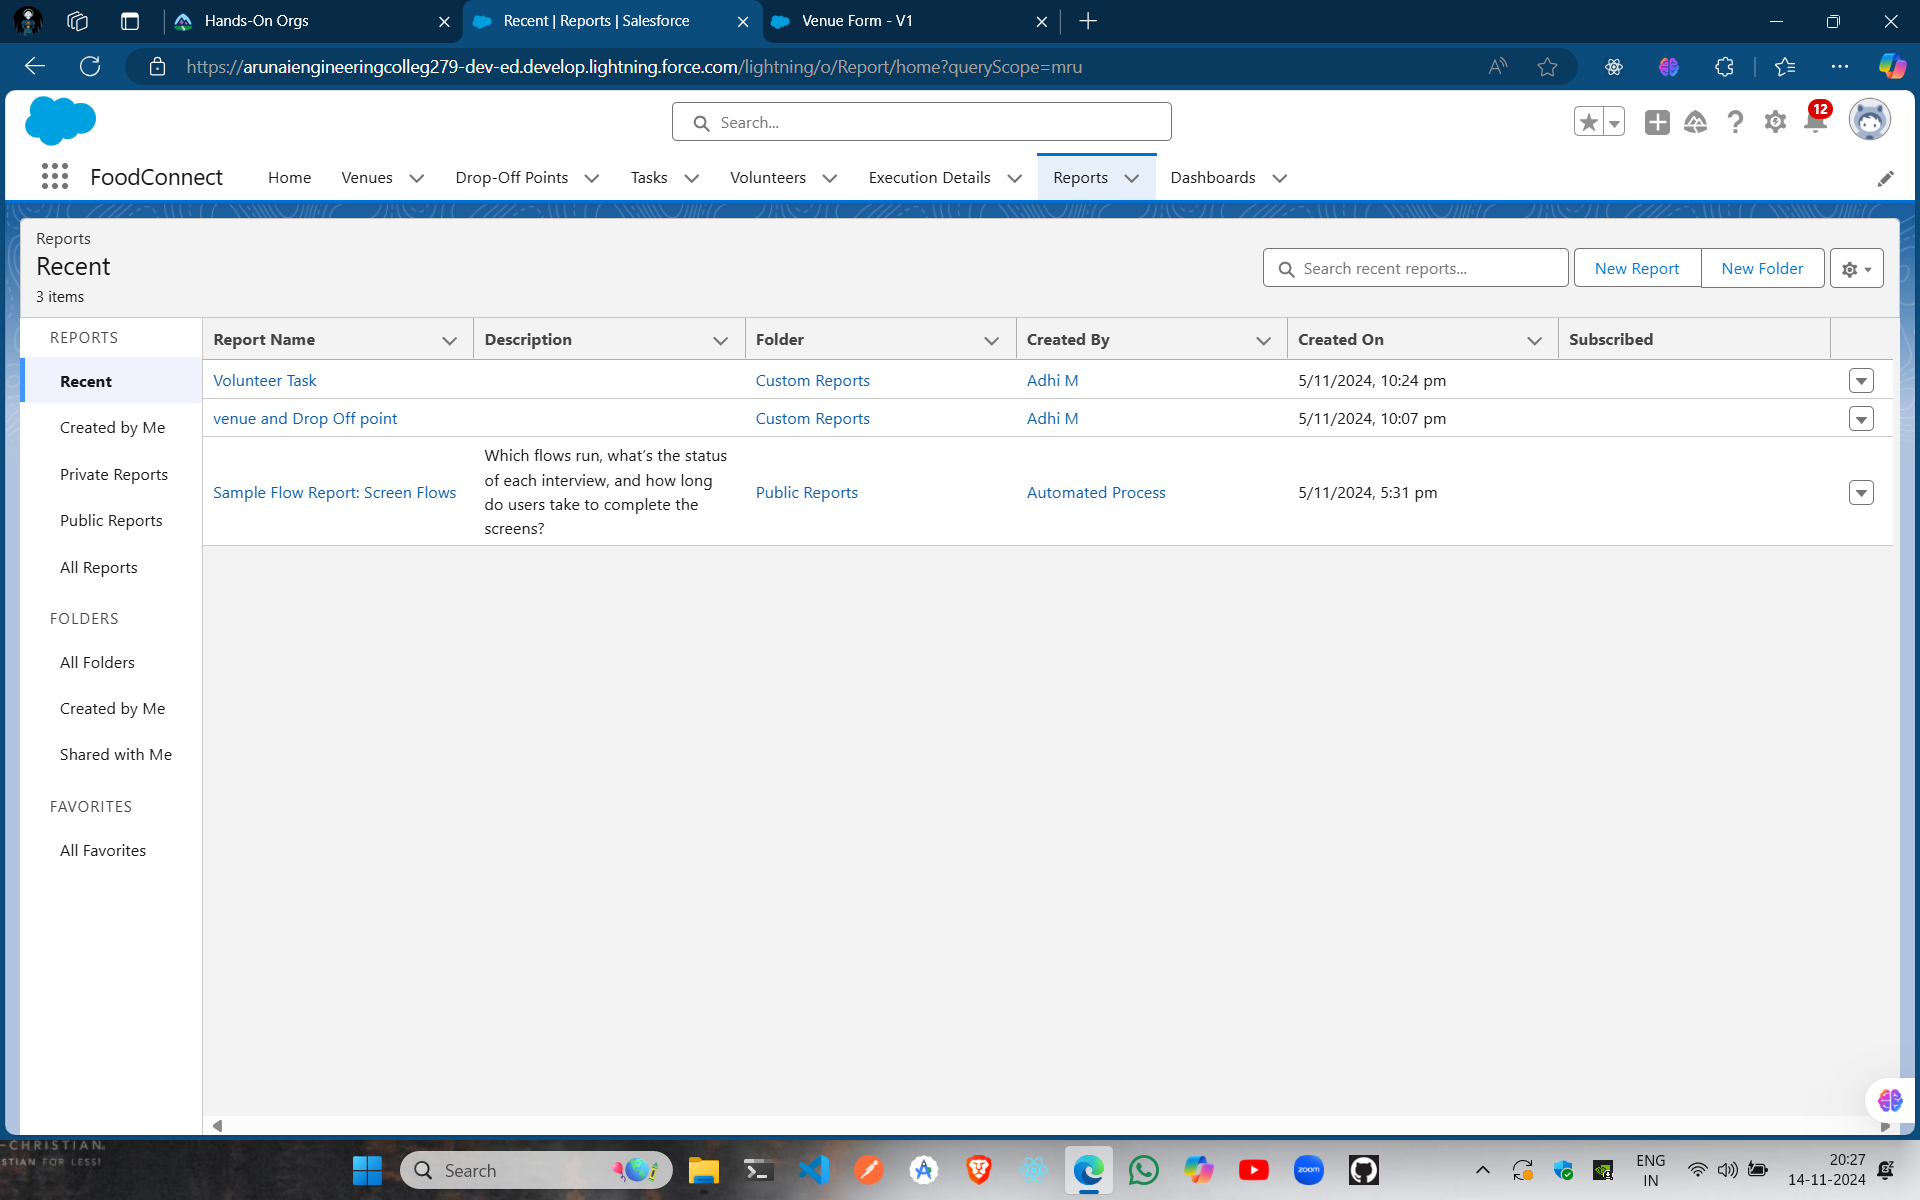 Hands-On Orgs
Recent | Reports | Salesforce
Venue Form - V1
https://arunaiengineeringcolleg279-dev-ed.develop.lightning.force.com/lightning/o/Report/home?queryScope=mru
Search...
12
FoodConnect
Home
Venues
Drop-Off Points
Tasks
Volunteers
Execution Details
Reports
Dashboards
Reports
Recent
3 items
Search recent reports...
New Report
New Folder
REPORTS
Recent
Created by Me
Private Reports
Public Reports
All Reports
FOLDERS
All Folders
Created by Me
Shared with Me
FAVORITES
All Favorites
Report Name
Description
Folder
Created By
Created On
Subscribed
Volunteer Task
Custom Reports
Adhi M
5/11/2024, 10:24 pm
venue and Drop Off point
Custom Reports
Adhi M
5/11/2024, 10:07 pm
Sample Flow Report: Screen Flows
Which flows run, what's the status
of each interview, and how long
do users take to complete the
screens?
Public Reports
Automated Process
5/11/2024, 5:31 pm
-CHRISTIAN
STIAN FOR LESS!
Search
zoom
ENG
IN
20:27
14-11-2024